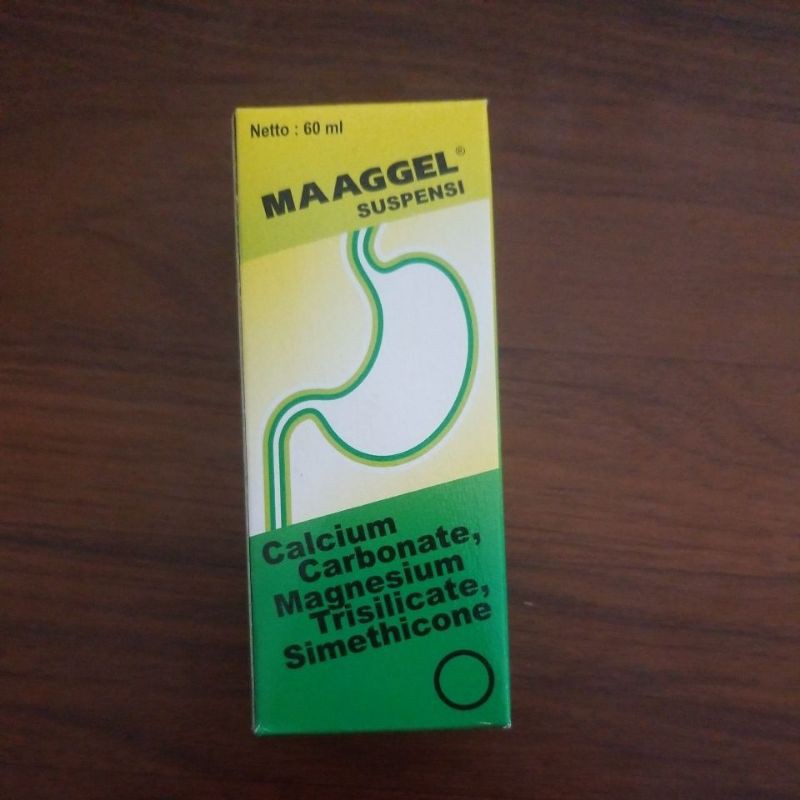 Netto : 60 ml
MAAGGEL®
SUSPENSI
Calcium
Carbonate,
Magnesium
Trisilicate,
Simethicone